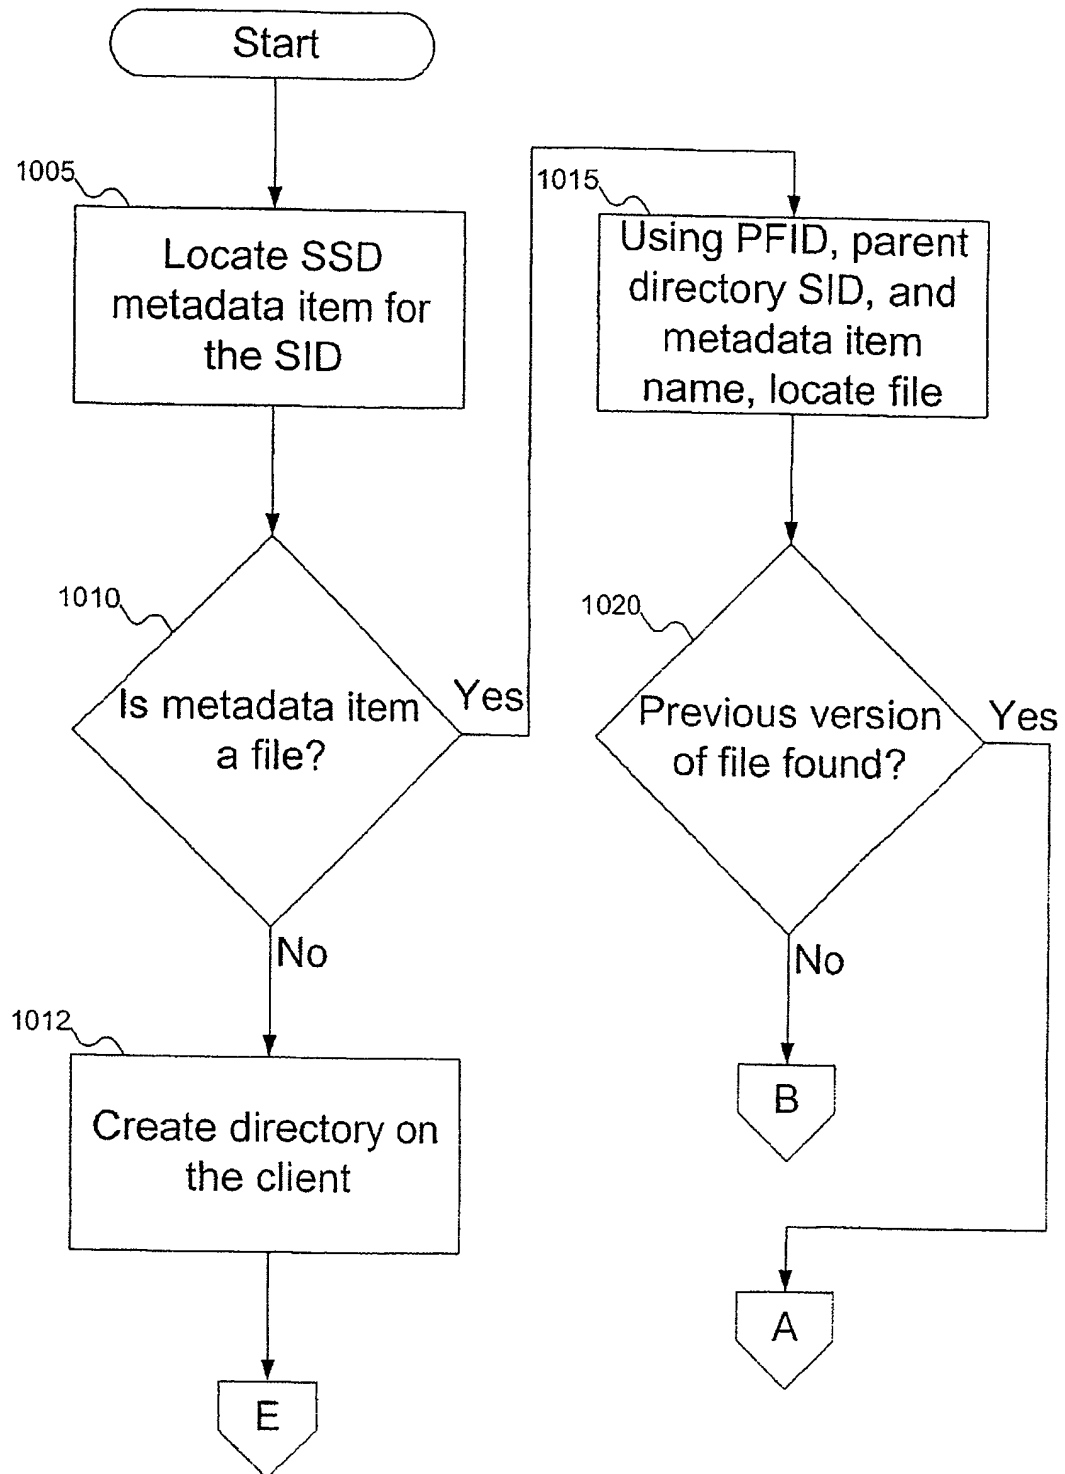 Start
1005
Locate SSD
metadata item for
the SID
1010
Is metadata item
a file?
Yes
No
1012
Create directory on
the client
E
1015
Using PFID, parent
directory SID, and
metadata item
name, locate file
1020
Previous version
of file found?
Yes
No
B
A